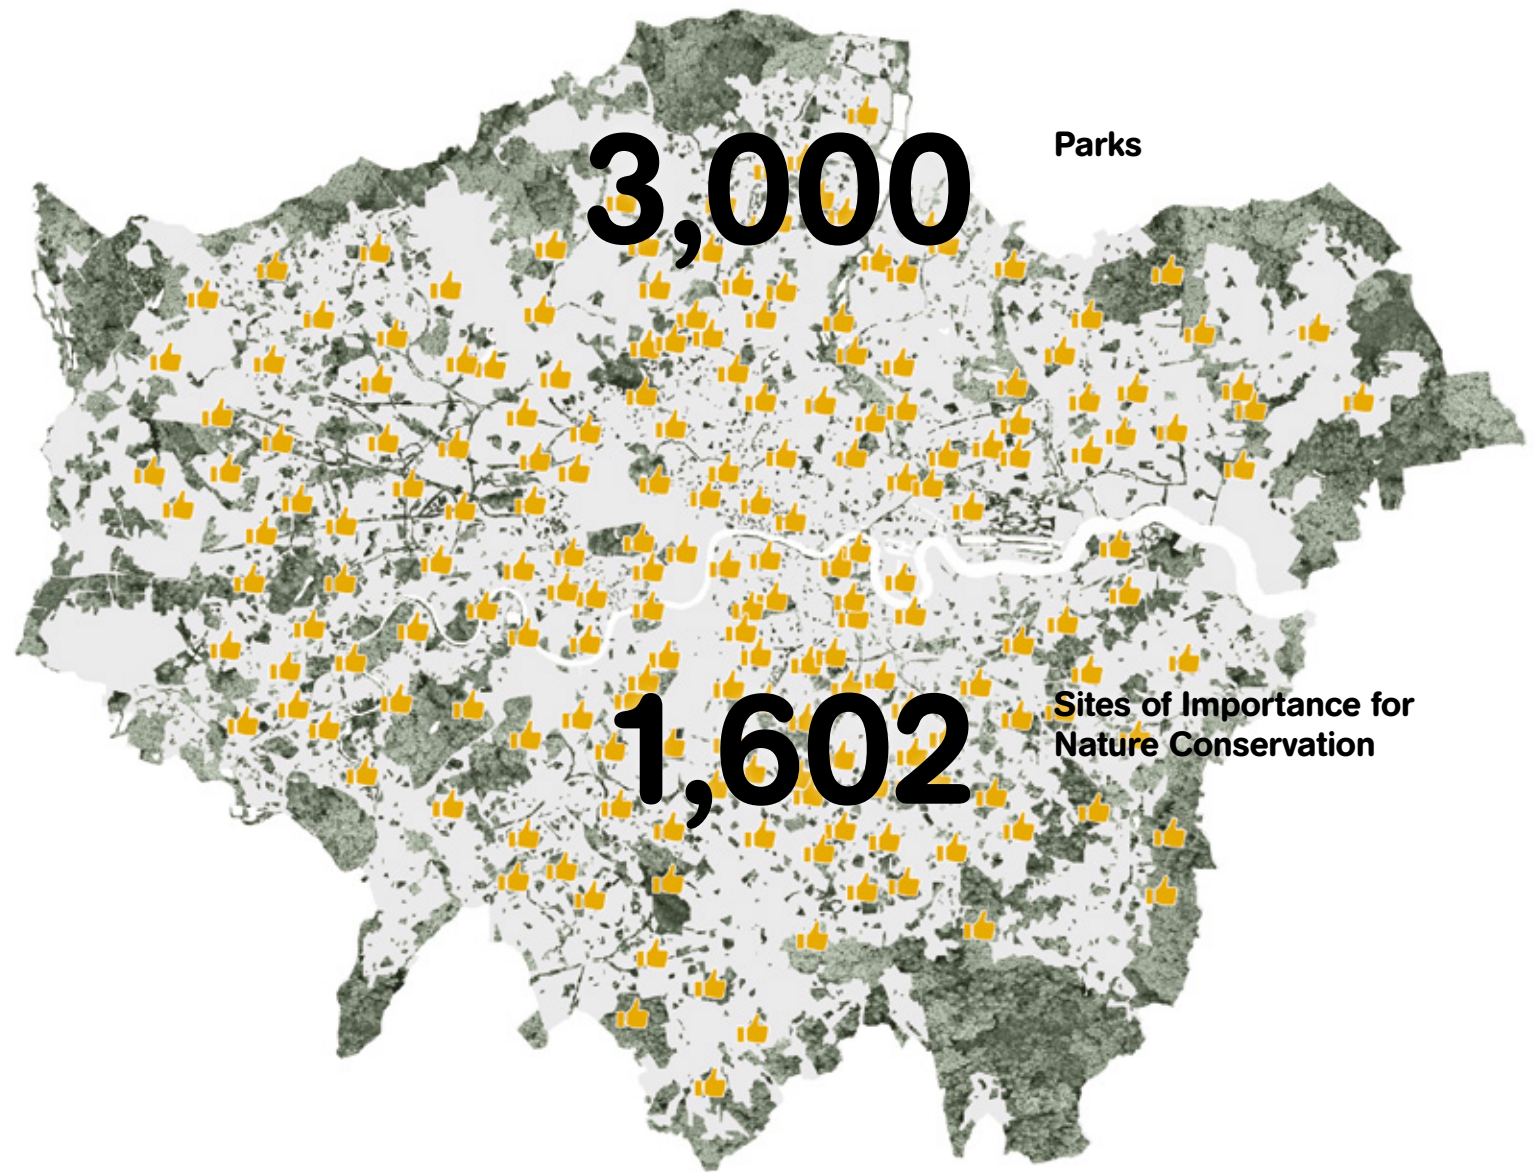 3,000
Parks
1,602
Sites of Importance for
Nature Conservation